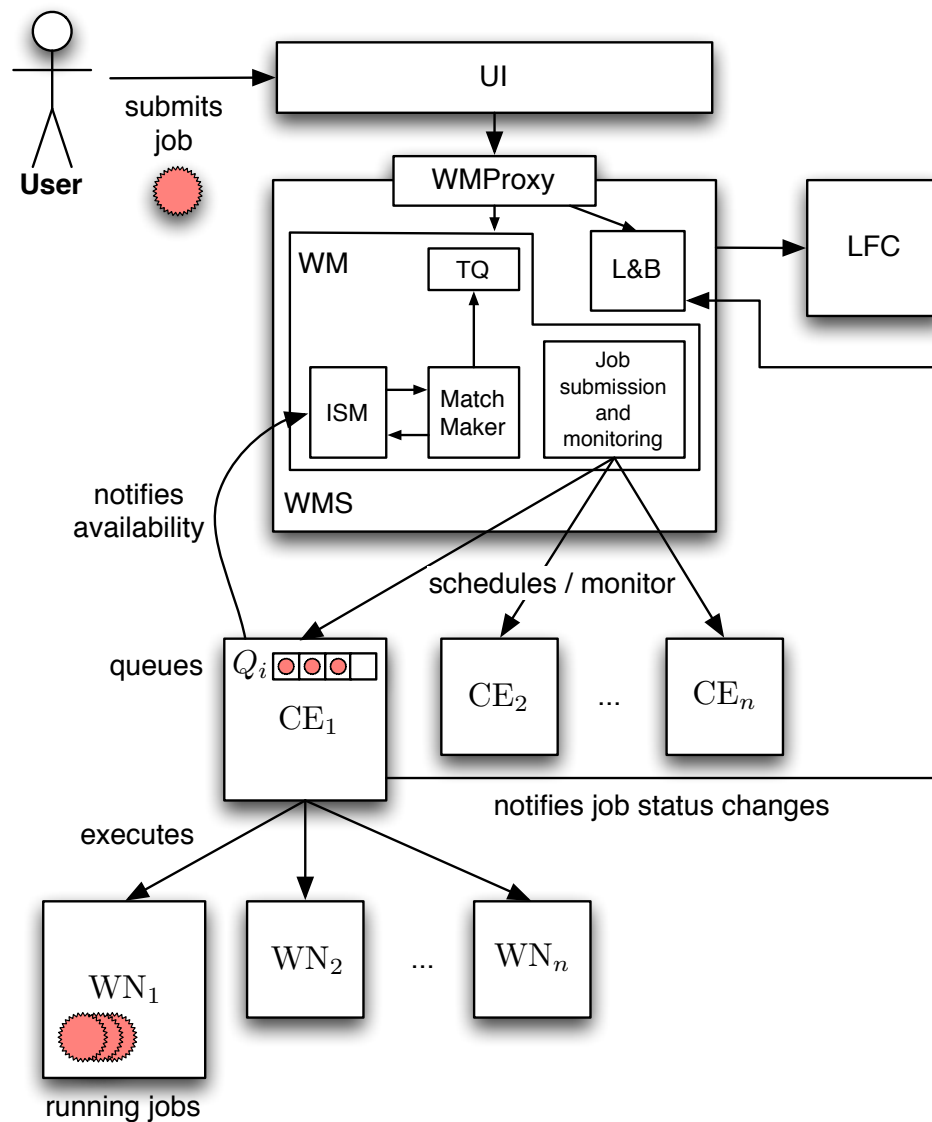 UI
submits
job
User
WMProxy
WM
TQ
L&B
LFC
ISM
Match
Maker
Job
submission
and
monitoring
WMS
notifies
availability
schedules / monitor
queues
Qᵢ
CE₁
CE₂
...
CEₙ
notifies job status changes
executes
WN₁
WN₂
...
WNₙ
running jobs